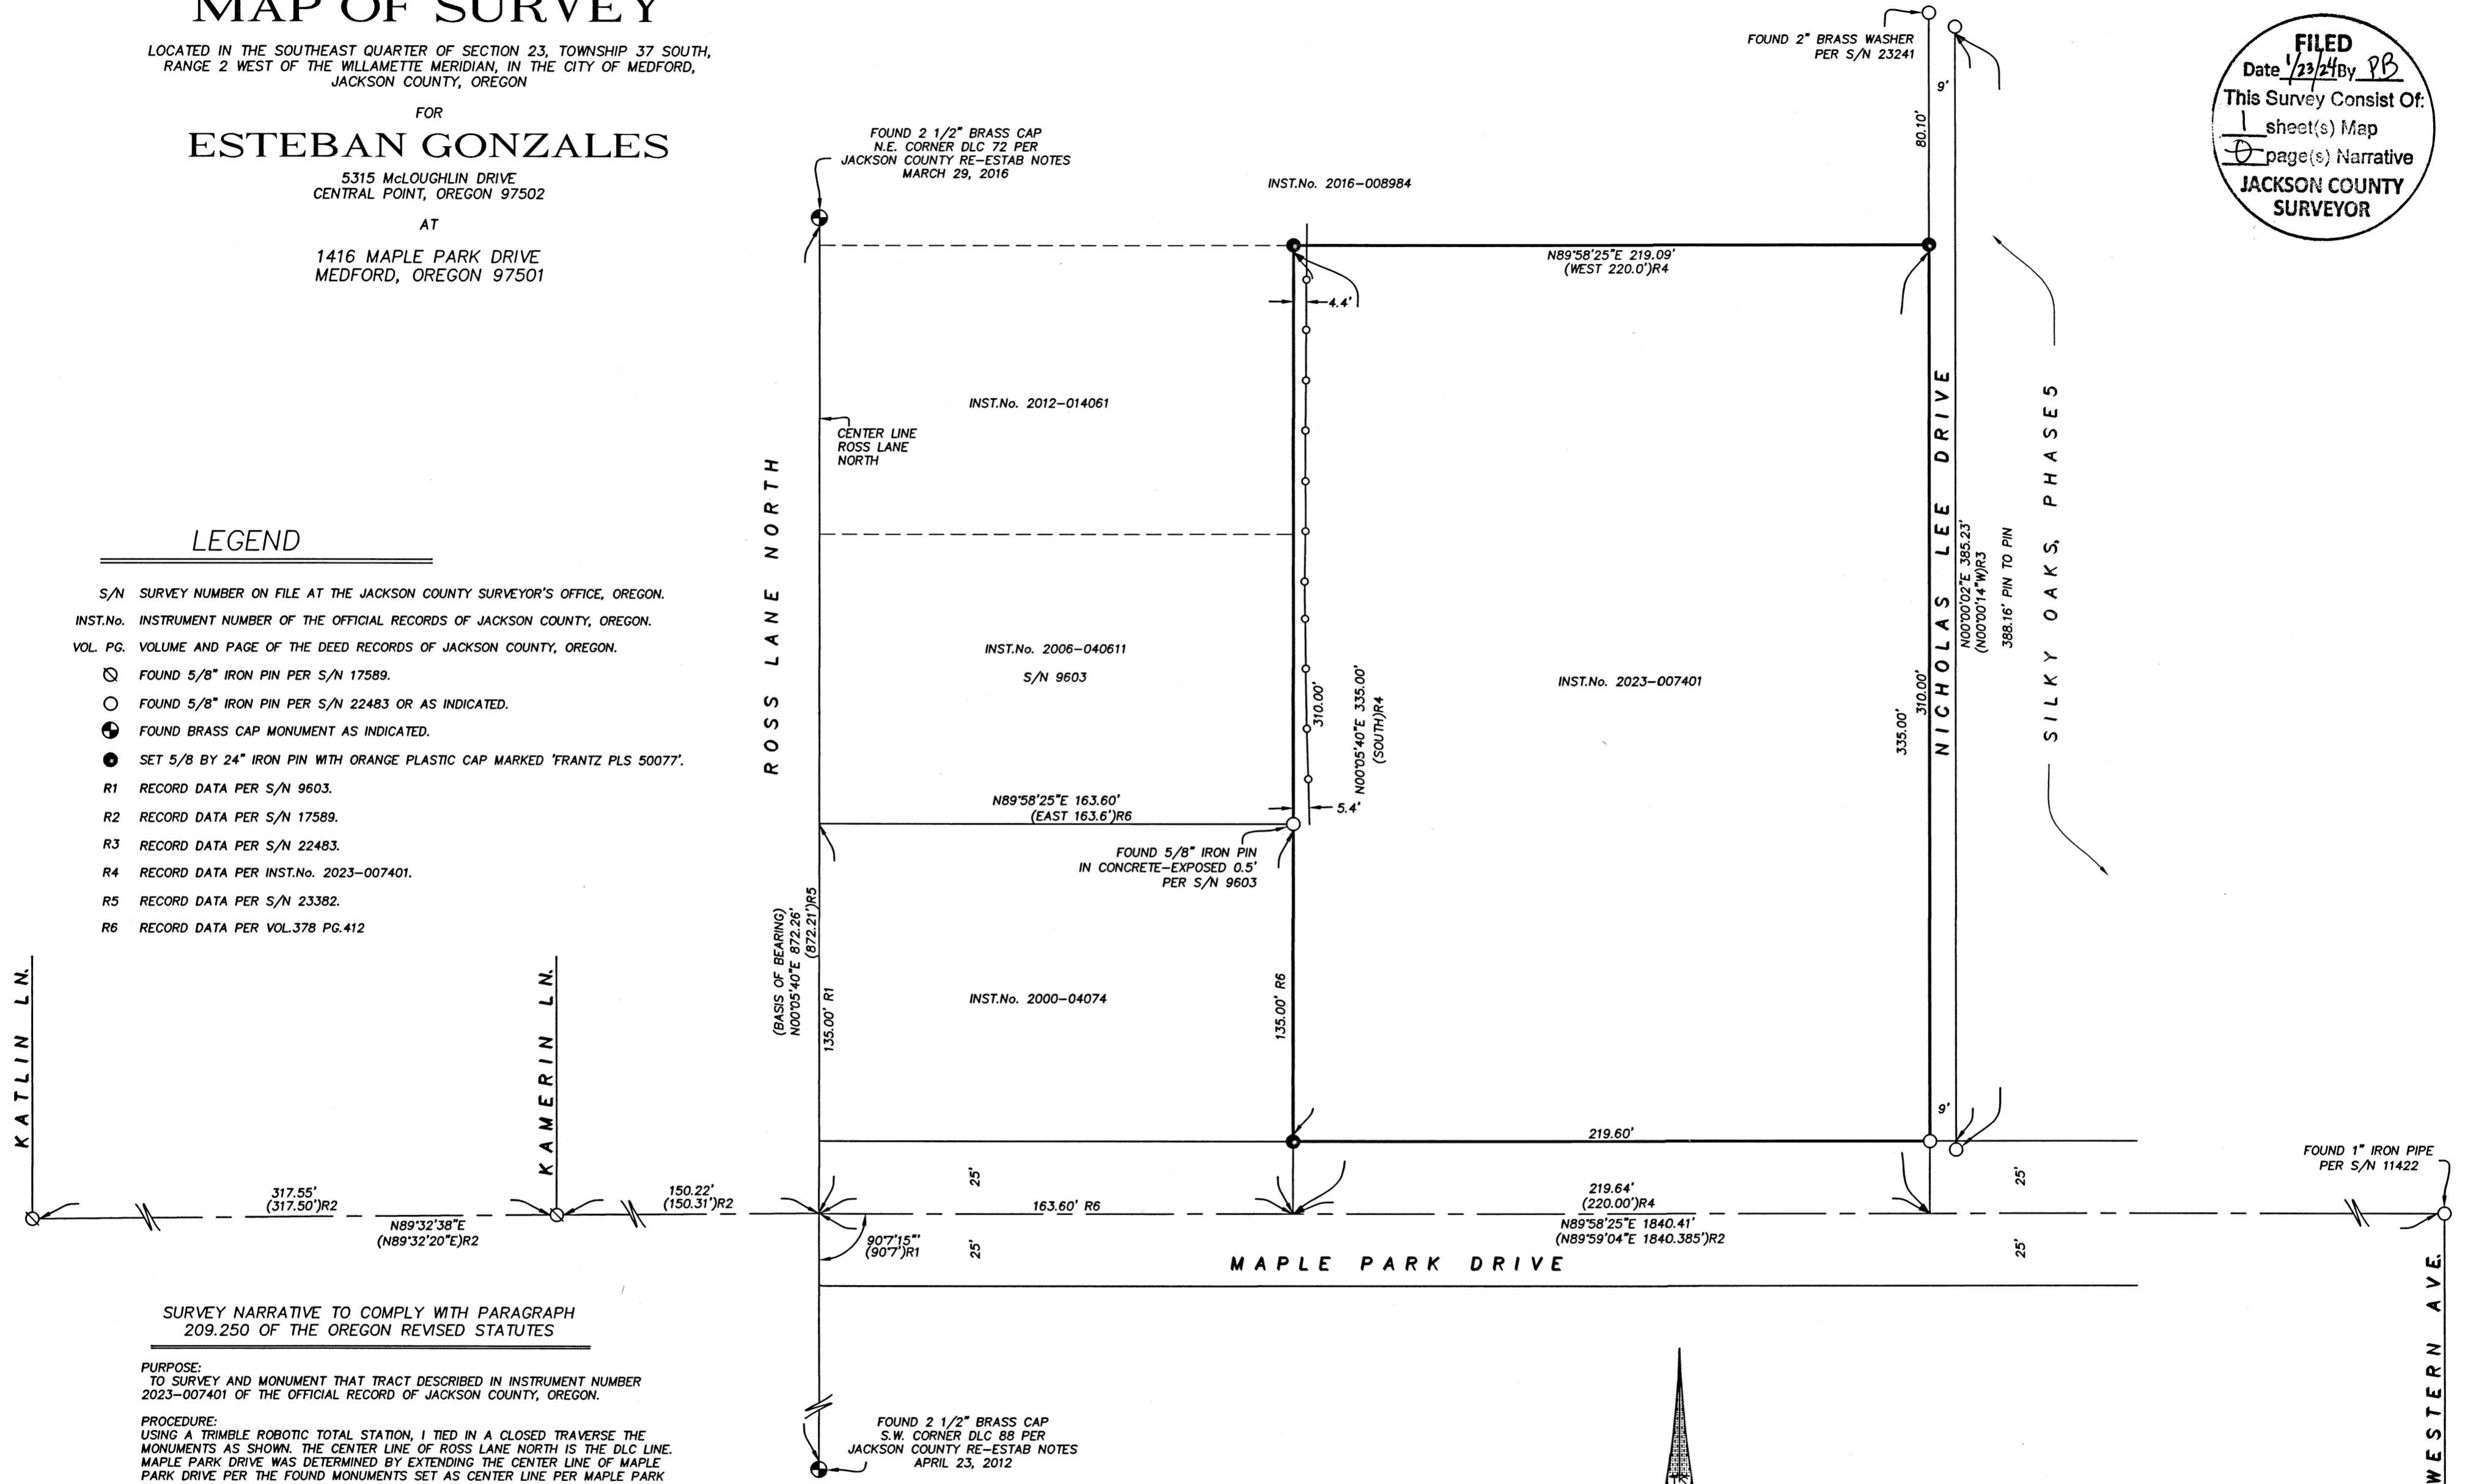 MAP OF SURVEY
LOCATED IN THE SOUTHEAST QUARTER OF SECTION 23, TOWNSHIP 37 SOUTH,
RANGE 2 WEST OF THE WILLAMETTE MERIDIAN, IN THE CITY OF MEDFORD,
JACKSON COUNTY, OREGON
FOR
ESTEBAN GONZALES
5315 McLOUGHLIN DRIVE
CENTRAL POINT, OREGON 97502
AT
1416 MAPLE PARK DRIVE
MEDFORD, OREGON 97501
FILED
Date 1/23/24 By PB
This Survey Consist Of:
1 sheet(s) Map
0 page(s) Narrative
JACKSON COUNTY
SURVEYOR
FOUND 2" BRASS WASHER
PER S/N 23241
9'
80.10'
FOUND 2 1/2" BRASS CAP
N.E. CORNER DLC 72 PER
JACKSON COUNTY RE-ESTAB NOTES
MARCH 29, 2016
INST.No. 2016-008984
N89°58'25"E 219.09'
(WEST 220.0')R4
4.4'
INST.No. 2012-014061
CENTER LINE
ROSS LANE
NORTH
ROSS LANE NORTH
INST.No. 2006-040611
S/N 9603
310.00'
N00°05'40"E 335.00'
(SOUTH)R4
INST.No. 2023-007401
335.00'
310.00'
NICHOLAS LEE DRIVE
N00°00'02"E 385.23'
(N00°00'14"W)R3
388.16' PIN TO PIN
SILKY OAKS, PHASE 5
N89°58'25"E 163.60'
(EAST 163.6')R6
5.4'
FOUND 5/8" IRON PIN
IN CONCRETE-EXPOSED 0.5'
PER S/N 9603
(BASIS OF BEARING)
N00°05'40"E 872.26'
(872.21')R5
135.00' R1
INST.No. 2000-04074
135.00' R6
9'
219.60'
LEGEND
S/N SURVEY NUMBER ON FILE AT THE JACKSON COUNTY SURVEYOR'S OFFICE, OREGON.
INST.No. INSTRUMENT NUMBER OF THE OFFICIAL RECORDS OF JACKSON COUNTY, OREGON.
VOL. PG. VOLUME AND PAGE OF THE DEED RECORDS OF JACKSON COUNTY, OREGON.
FOUND 5/8" IRON PIN PER S/N 17589.
FOUND 5/8" IRON PIN PER S/N 22483 OR AS INDICATED.
FOUND BRASS CAP MONUMENT AS INDICATED.
SET 5/8 BY 24" IRON PIN WITH ORANGE PLASTIC CAP MARKED 'FRANTZ PLS 50077'.
R1 RECORD DATA PER S/N 9603.
R2 RECORD DATA PER S/N 17589.
R3 RECORD DATA PER S/N 22483.
R4 RECORD DATA PER INST.No. 2023-007401.
R5 RECORD DATA PER S/N 23382.
R6 RECORD DATA PER VOL.378 PG.412
KATLIN LN.
KAMERIN LN.
317.55'
(317.50')R2
N89°32'38"E
(N89°32'20"E)R2
150.22'
(150.31')R2
90°7'15"'
(90°7')R1
25'
25'
163.60' R6
219.64'
(220.00')R4
N89°58'25"E 1840.41'
(N89°59'04"E 1840.385')R2
25'
25'
MAPLE PARK DRIVE
FOUND 1" IRON PIPE
PER S/N 11422
WESTERN AVE.
SURVEY NARRATIVE TO COMPLY WITH PARAGRAPH
209.250 OF THE OREGON REVISED STATUTES
PURPOSE:
TO SURVEY AND MONUMENT THAT TRACT DESCRIBED IN INSTRUMENT NUMBER
2023-007401 OF THE OFFICIAL RECORD OF JACKSON COUNTY, OREGON.
PROCEDURE:
USING A TRIMBLE ROBOTIC TOTAL STATION, I TIED IN A CLOSED TRAVERSE THE
MONUMENTS AS SHOWN. THE CENTER LINE OF ROSS LANE NORTH IS THE DLC LINE.
MAPLE PARK DRIVE WAS DETERMINED BY EXTENDING THE CENTER LINE OF MAPLE
PARK DRIVE PER THE FOUND MONUMENTS SET AS CENTER LINE PER MAPLE PARK
FOUND 2 1/2" BRASS CAP
S.W. CORNER DLC 88 PER
JACKSON COUNTY RE-ESTAB NOTES
APRIL 23, 2012